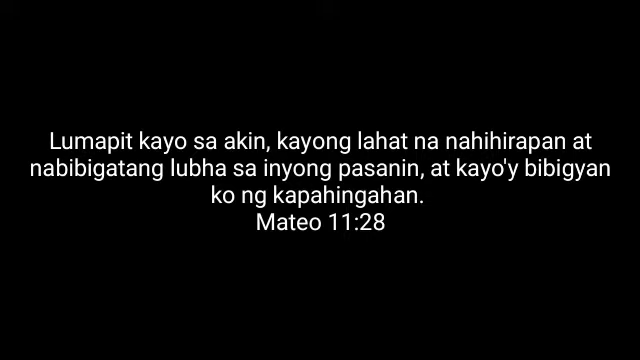 Lumapit kayo sa akin, kayong lahat na nahihirapan at
nabibigatang lubha sa inyong pasanin, at kayo'y bibigyan
ko ng kapahingahan.
Mateo 11:28